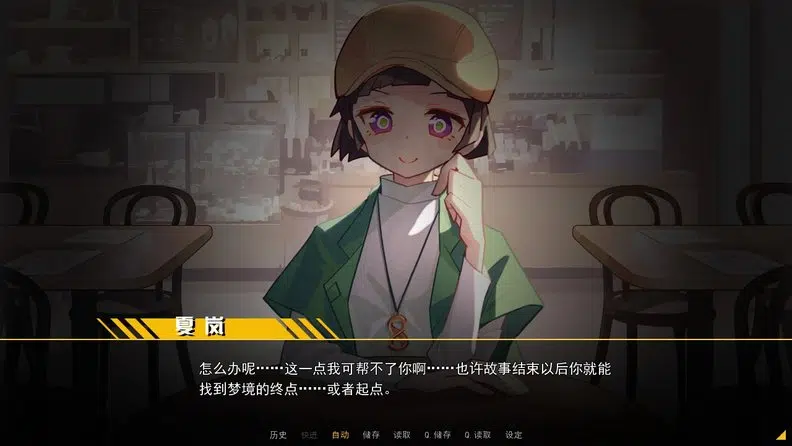 夏岚
怎么办呢……这一点我可帮不了你啊……也许故事结束以后你就能
找到梦境的终点……或者起点。
历史 快进 自动 储存 读取 Q.储存 Q.读取 设定